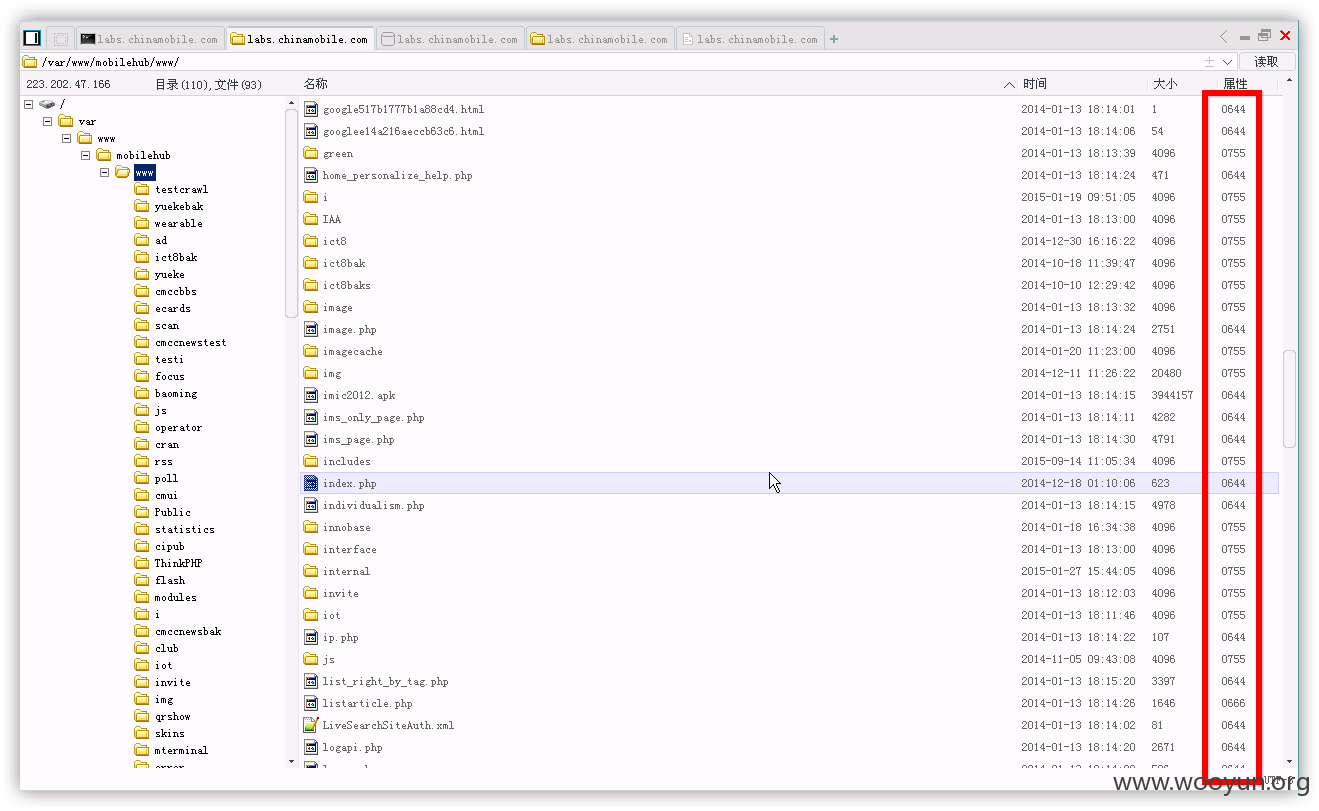 labs.chinamobile.com labs.chinamobile.com labs.chinamobile.com labs.chinamobile.com labs.chinamobile.com +
/var/www/mobilehub/www/ 读取
223.202.47.166 目录(110),文件(93) 名称 时间 大小 属性
/
var
www
mobilehub
www
testcrawl
yuekebak
wearable
ad
ict8bak
yueke
cmccbbs
ecards
scan
cmccnewstest
testi
focus
baoming
js
operator
cran
rss
poll
cmui
Public
statistics
cipub
ThinkPHP
flash
modules
i
cmccnewsbak
club
iot
invite
img
qrshow
skins
mterminal
error
google517b1777b1a88cd4.html 2014-01-13 18:14:01 1 0644
googlee14a216aeccb63c6.html 2014-01-13 18:14:06 54 0644
green 2014-01-13 18:13:39 4096 0755
home_personalize_help.php 2014-01-13 18:14:24 471 0644
i 2015-01-19 09:51:05 4096 0755
IAA 2014-01-13 18:13:00 4096 0755
ict8 2014-12-30 16:16:22 4096 0755
ict8bak 2014-10-18 11:39:47 4096 0755
ict8baks 2014-10-10 12:29:42 4096 0755
image 2014-01-13 18:13:32 4096 0755
image.php 2014-01-13 18:14:24 2751 0644
imagecache 2014-01-20 11:23:00 4096 0755
img 2014-12-11 11:26:22 20480 0755
imic2012.apk 2014-01-13 18:14:15 3944157 0644
ims_only_page.php 2014-01-13 18:14:11 4282 0644
ims_page.php 2014-01-13 18:14:30 4791 0644
includes 2015-09-14 11:05:34 4096 0755
index.php 2014-12-18 01:10:06 623 0644
individualism.php 2014-01-13 18:14:15 4978 0644
innobase 2014-01-18 16:34:38 4096 0755
interface 2014-01-13 18:13:00 4096 0755
internal 2015-01-27 15:44:05 4096 0755
invite 2014-01-13 18:12:03 4096 0755
iot 2014-01-13 18:11:46 4096 0755
ip.php 2014-01-13 18:14:22 107 0644
js 2014-11-05 09:43:08 4096 0755
list_right_by_tag.php 2014-01-13 18:15:20 3397 0644
listarticle.php 2014-01-13 18:14:26 1646 0666
LiveSearchSiteAuth.xml 2014-01-13 18:14:02 81 0644
logapi.php 2014-01-13 18:14:20 2671 0644
www.wooyun.org